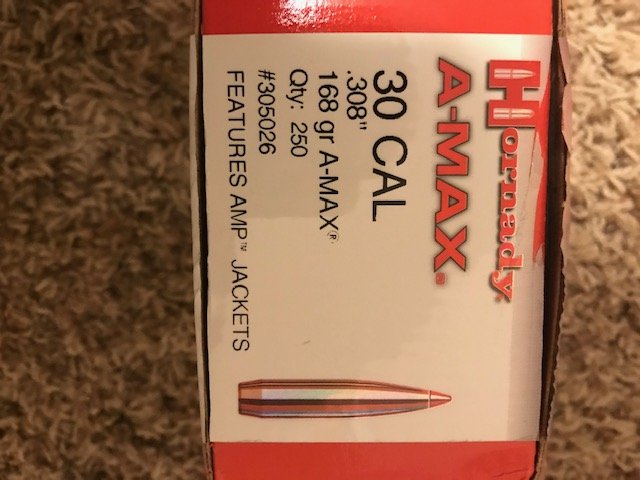 Hornady
A-MAX.
30 CAL
.308"
168 gr A-MAX®
Qty: 250
#305026
FEATURES AMP™ JACKETS